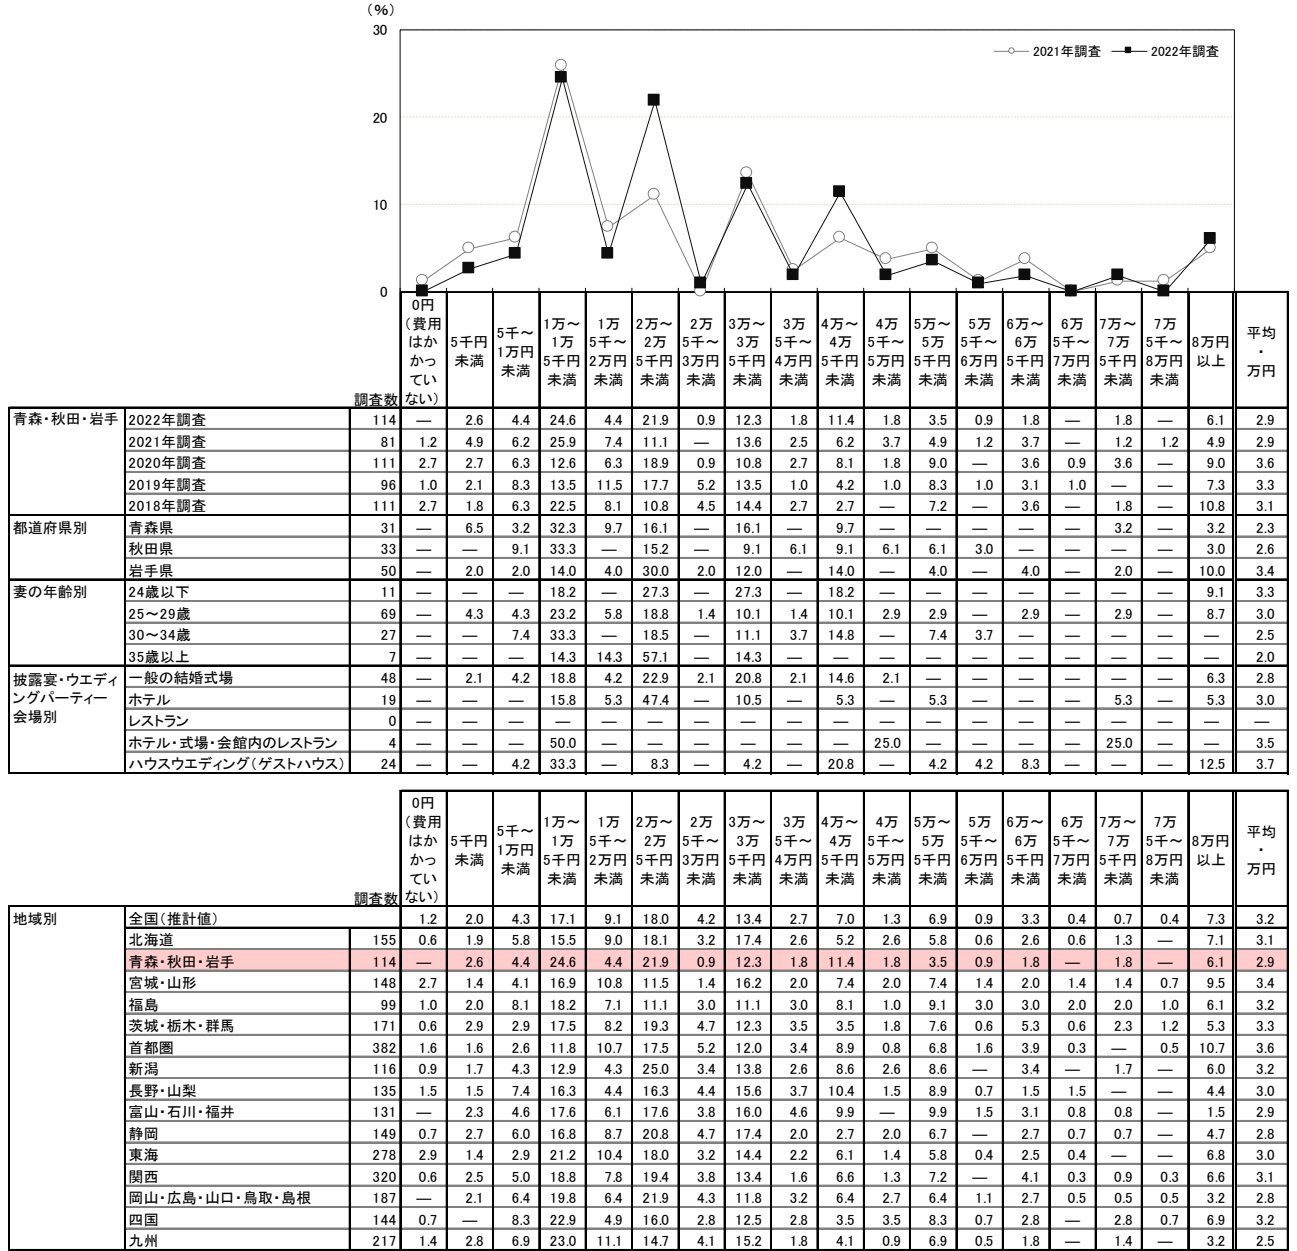 (%)
30
20
10
0
2021年調査 2022年調査
調査数 0円(費用はかかっていない) 5千円未満 5千~1万円未満 1万~1万5千円未満 1万5千~2万円未満 2万~2万5千円未満 2万5千~3万円未満 3万~3万5千円未満 3万5千~4万円未満 4万~4万5千円未満 4万5千~5万円未満 5万~5万5千円未満 5万5千~6万円未満 6万~6万5千円未満 6万5千~7万円未満 7万~7万5千円未満 7万5千~8万円未満 8万円以上 平均・万円
青森・秋田・岩手 2022年調査 114 — 2.6 4.4 24.6 4.4 21.9 0.9 12.3 1.8 11.4 1.8 3.5 0.9 1.8 — 1.8 — 6.1 2.9
2021年調査 81 1.2 4.9 6.2 25.9 7.4 11.1 — 13.6 2.5 6.2 3.7 4.9 1.2 3.7 — 1.2 1.2 4.9 2.9
2020年調査 111 2.7 2.7 6.3 12.6 6.3 18.9 0.9 10.8 2.7 8.1 1.8 9.0 — 3.6 0.9 3.6 — 9.0 3.6
2019年調査 96 1.0 2.1 8.3 13.5 11.5 17.7 5.2 13.5 1.0 4.2 1.0 8.3 1.0 3.1 1.0 — — 7.3 3.3
2018年調査 111 2.7 1.8 6.3 22.5 8.1 10.8 4.5 14.4 2.7 2.7 — 7.2 — 3.6 — 1.8 — 10.8 3.1
都道府県別 青森県 31 — 6.5 3.2 32.3 9.7 16.1 — 16.1 — 9.7 — — — — — 3.2 — 3.2 2.3
秋田県 33 — — 9.1 33.3 — 15.2 — 9.1 6.1 9.1 6.1 6.1 3.0 — — — — 3.0 2.6
岩手県 50 — 2.0 2.0 14.0 4.0 30.0 2.0 12.0 — 14.0 — 4.0 — 4.0 — 2.0 — 10.0 3.4
妻の年齢別 24歳以下 11 — — — 18.2 — 27.3 — 27.3 — 18.2 — — — — — — — 9.1 3.3
25~29歳 69 — 4.3 4.3 23.2 5.8 18.8 1.4 10.1 1.4 10.1 2.9 2.9 — 2.9 — 2.9 — 8.7 3.0
30~34歳 27 — — 7.4 33.3 — 18.5 — 11.1 3.7 14.8 — 7.4 3.7 — — — — — 2.5
35歳以上 7 — — — 14.3 14.3 57.1 — 14.3 — — — — — — — — — — 2.0
披露宴・ウエディングパーティー会場別 一般の結婚式場 48 — 2.1 4.2 18.8 4.2 22.9 2.1 20.8 2.1 14.6 2.1 — — — — — — 6.3 2.8
ホテル 19 — — — 15.8 5.3 47.4 — 10.5 — 5.3 — 5.3 — — — 5.3 — 5.3 3.0
レストラン 0 — — — — — — — — — — — — — — — — — — —
ホテル・式場・会館内のレストラン 4 — — — 50.0 — — — — — — 25.0 — — — — 25.0 — — 3.5
ハウスウエディング(ゲストハウス) 24 — — 4.2 33.3 — 8.3 — 4.2 — 20.8 — 4.2 4.2 8.3 — — — 12.5 3.7
調査数 0円(費用はかかっていない) 5千円未満 5千~1万円未満 1万~1万5千円未満 1万5千~2万円未満 2万~2万5千円未満 2万5千~3万円未満 3万~3万5千円未満 3万5千~4万円未満 4万~4万5千円未満 4万5千~5万円未満 5万~5万5千円未満 5万5千~6万円未満 6万~6万5千円未満 6万5千~7万円未満 7万~7万5千円未満 7万5千~8万円未満 8万円以上 平均・万円
地域別 全国(推計値) 1.2 2.0 4.3 17.1 9.1 18.0 4.2 13.4 2.7 7.0 1.3 6.9 0.9 3.3 0.4 0.7 0.4 7.3 3.2
北海道 155 0.6 1.9 5.8 15.5 9.0 18.1 3.2 17.4 2.6 5.2 2.6 5.8 0.6 2.6 0.6 1.3 — 7.1 3.1
青森・秋田・岩手 114 — 2.6 4.4 24.6 4.4 21.9 0.9 12.3 1.8 11.4 1.8 3.5 0.9 1.8 — 1.8 — 6.1 2.9
宮城・山形 148 2.7 1.4 4.1 16.9 10.8 11.5 1.4 16.2 2.0 7.4 2.0 7.4 1.4 2.0 1.4 1.4 0.7 9.5 3.4
福島 99 1.0 2.0 8.1 18.2 7.1 11.1 3.0 11.1 3.0 8.1 1.0 9.1 3.0 3.0 2.0 2.0 1.0 6.1 3.2
茨城・栃木・群馬 171 0.6 2.9 2.9 17.5 8.2 19.3 4.7 12.3 3.5 3.5 1.8 7.6 0.6 5.3 0.6 2.3 1.2 5.3 3.3
首都圏 382 1.6 1.6 2.6 11.8 10.7 17.5 5.2 12.0 3.4 8.9 0.8 6.8 1.6 3.9 0.3 — 0.5 10.7 3.6
新潟 116 0.9 1.7 4.3 12.9 4.3 25.0 3.4 13.8 2.6 8.6 2.6 8.6 — 3.4 — 1.7 — 6.0 3.2
長野・山梨 135 1.5 1.5 7.4 16.3 4.4 16.3 4.4 15.6 3.7 10.4 1.5 8.9 0.7 1.5 1.5 — — 4.4 3.0
富山・石川・福井 131 — 2.3 4.6 17.6 6.1 17.6 3.8 16.0 4.6 9.9 — 9.9 1.5 3.1 0.8 0.8 — 1.5 2.9
静岡 149 0.7 2.7 6.0 16.8 8.7 20.8 4.7 17.4 2.0 2.7 2.0 6.7 — 2.7 0.7 0.7 — 4.7 2.8
東海 278 2.9 1.4 2.9 21.2 10.4 18.0 3.2 14.4 2.2 6.1 1.4 5.8 0.4 2.5 0.4 — — 6.8 3.0
関西 320 0.6 2.5 5.0 18.8 7.8 19.4 3.8 13.4 1.6 6.6 1.3 7.2 — 4.1 0.3 0.9 0.3 6.6 3.1
岡山・広島・山口・鳥取・島根 187 — 2.1 6.4 19.8 6.4 21.9 4.3 11.8 3.2 6.4 2.7 6.4 1.1 2.7 0.5 0.5 0.5 3.2 2.8
四国 144 0.7 — 8.3 22.9 4.9 16.0 2.8 12.5 2.8 3.5 3.5 8.3 0.7 2.8 — 2.8 0.7 6.9 3.2
九州 217 1.4 2.8 6.9 23.0 11.1 14.7 4.1 15.2 1.8 4.1 0.9 6.9 0.5 1.8 — 1.4 — 3.2 2.5